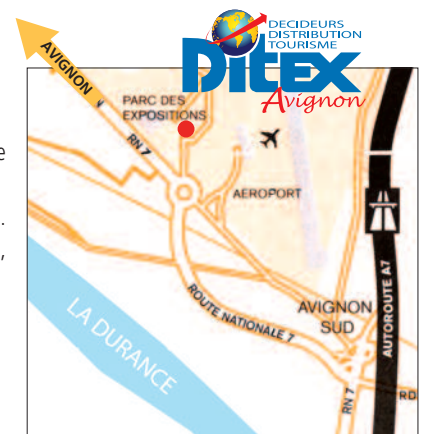 DECIDEURS
DISTRIBUTION
TOURISME
Ditex
Avignon
AVIGNON
PARC DES
EXPOSITIONS
RN 7
e
AEROPORT
.
,
ROUTE NATIONALE 7
AVIGNON
SUD
AUTOROUTE A7
LA DURANCE
RN 7
RD